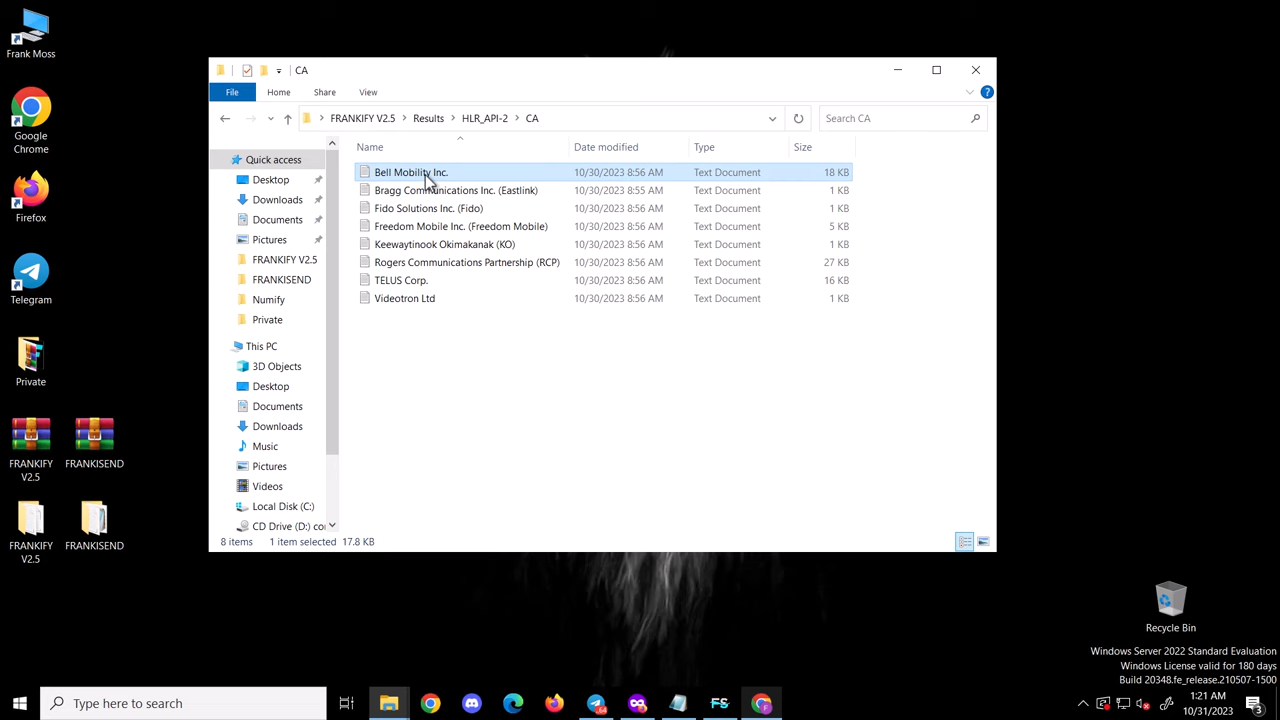 Frank Moss
Google
Chrome
Firefox
Telegram
Private
FRANKIFY
V2.5
FRANKISEND
FRANKIFY
V2.5
FRANKISEND
CA
File
Home
Share
View
FRANKIFY V2.5 > Results > HLR_API-2 > CA
Search CA
Quick access
Desktop
Downloads
Documents
Pictures
FRANKIFY V2.5
FRANKISEND
Numify
Private
This PC
3D Objects
Desktop
Documents
Downloads
Music
Pictures
Videos
Local Disk (C:)
CD Drive (D:) co
Name Date modified Type Size
Bell Mobility Inc. 10/30/2023 8:56 AM Text Document 18 KB
Bragg Communications Inc. (Eastlink) 10/30/2023 8:55 AM Text Document 1 KB
Fido Solutions Inc. (Fido) 10/30/2023 8:56 AM Text Document 1 KB
Freedom Mobile Inc. (Freedom Mobile) 10/30/2023 8:56 AM Text Document 5 KB
Keewaytinook Okimakanak (KO) 10/30/2023 8:56 AM Text Document 1 KB
Rogers Communications Partnership (RCP) 10/30/2023 8:56 AM Text Document 27 KB
TELUS Corp. 10/30/2023 8:56 AM Text Document 16 KB
Videotron Ltd 10/30/2023 8:56 AM Text Document 1 KB
8 items 1 item selected 17.8 KB
Recycle Bin
Windows Server 2022 Standard Evaluation
Windows License valid for 180 days
Build 20348.fe_release.210507-1500
Type here to search
FS
1:21 AM
10/31/2023
3